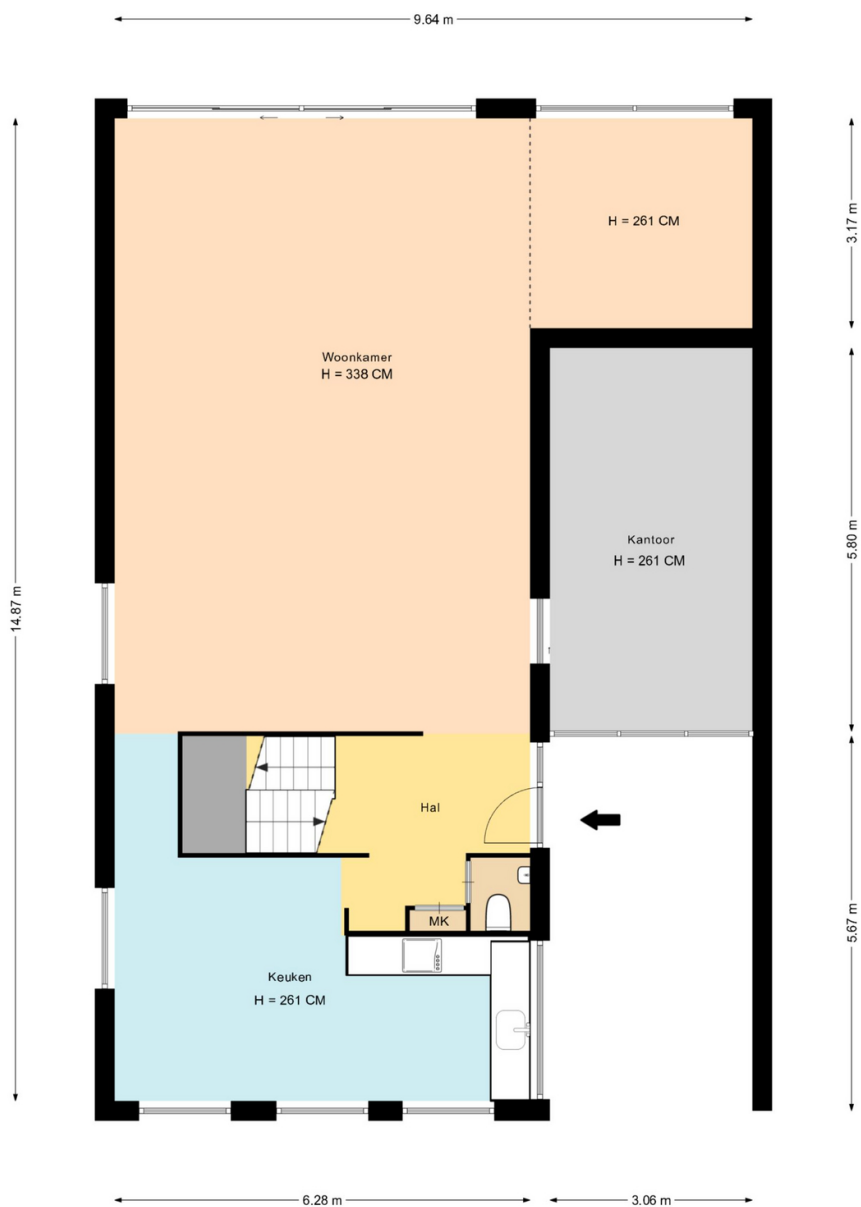 9.64 m
H = 261 CM
3.17 m
Woonkamer
H = 338 CM
Kantoor
H = 261 CM
5.80 m
14.87 m
Hal
MK
5.67 m
Keuken
H = 261 CM
6.28 m
3.06 m